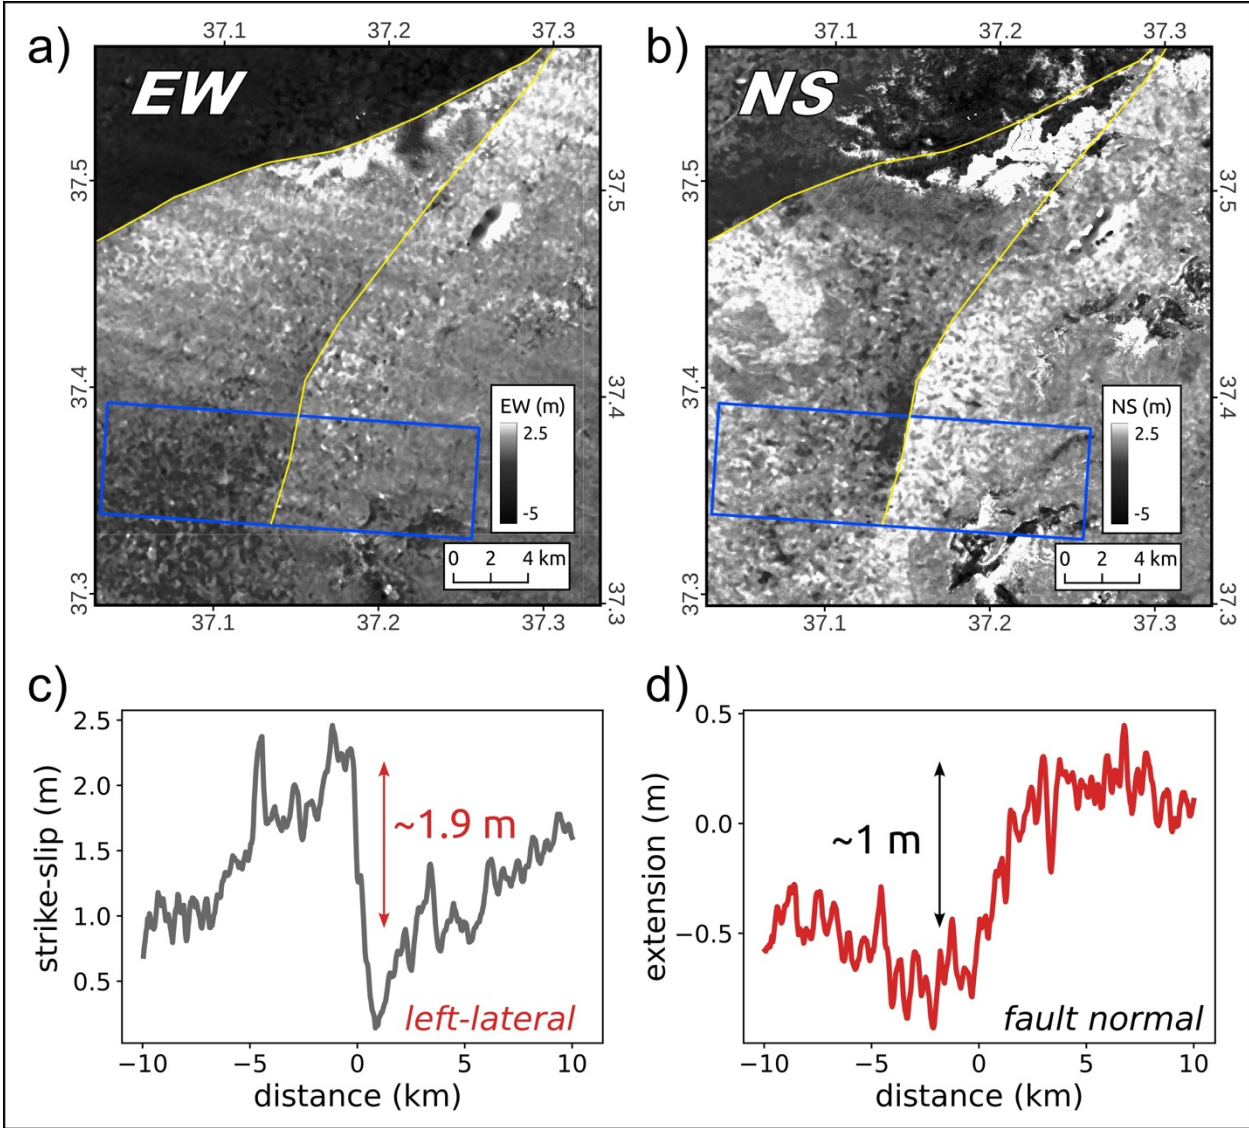 a)
37.1 37.2 37.3
EW
37.5 37.5
37.4 37.4
EW (m)
2.5
-5
0 2 4 km
37.3 37.3
37.1 37.2 37.3
b)
37.1 37.2 37.3
NS
37.5 37.5
37.4 37.4
NS (m)
2.5
-5
0 2 4 km
37.3 37.3
37.1 37.2 37.3
c)
strike-slip (m)
2.5
2.0
1.5
1.0
0.5
~1.9 m
left-lateral
−10 −5 0 5 10
distance (km)
d)
extension (m)
0.5
0.0
−0.5
~1 m
fault normal
−10 −5 0 5 10
distance (km)